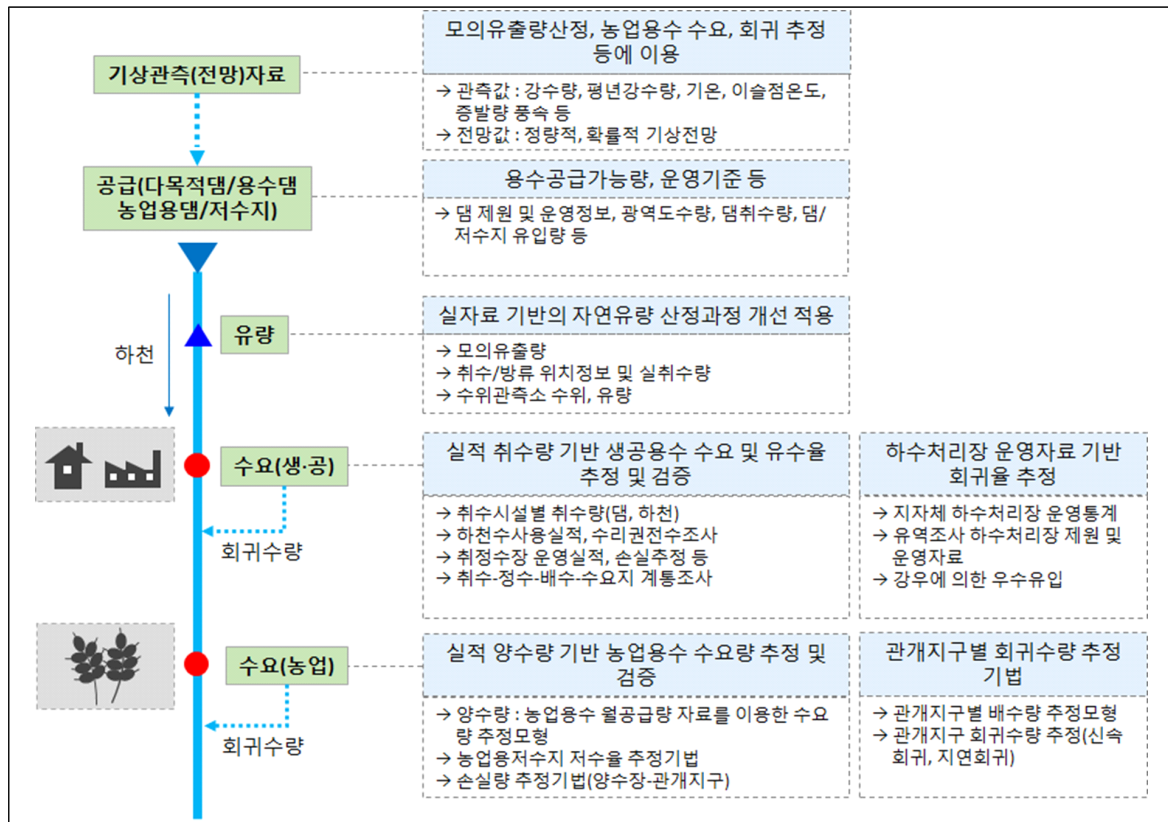 기상관측(전망)자료
모의유출량산정, 농업용수 수요, 회귀 추정
등에 이용
→ 관측값 : 강수량, 평년강수량, 기온, 이슬점온도,
증발량 풍속 등
→ 전망값 : 정량적, 확률적 기상전망
공급(다목적댐/용수댐
농업용댐/저수지)
용수공급가능량, 운영기준 등
→ 댐 제원 및 운영정보, 광역도수량, 댐취수량, 댐/
저수지 유입량 등
하천
유량
실자료 기반의 자연유량 산정과정 개선 적용
→ 모의유출량
→ 취수/방류 위치정보 및 실취수량
→ 수위관측소 수위, 유량
수요(생·공)
회귀수량
실적 취수량 기반 생공용수 수요 및 유수율
추정 및 검증
→ 취수시설별 취수량(댐, 하천)
→ 하천수사용실적, 수리권전수조사
→ 취정수장 운영실적, 손실추정 등
→ 취수-정수-배수-수요지 계통조사
하수처리장 운영자료 기반
회귀율 추정
→ 지자체 하수처리장 운영통계
→ 유역조사 하수처리장 제원 및
운영자료
→ 강우에 의한 우수유입
수요(농업)
회귀수량
실적 양수량 기반 농업용수 수요량 추정 및
검증
→ 양수량 : 농업용수 월공급량 자료를 이용한 수요
량 추정모형
→ 농업용저수지 저수율 추정기법
→ 손실량 추정기법(양수장-관개지구)
관개지구별 회귀수량 추정
기법
→ 관개지구별 배수량 추정모형
→ 관개지구 회귀수량 추정(신속
회귀, 지연회귀)